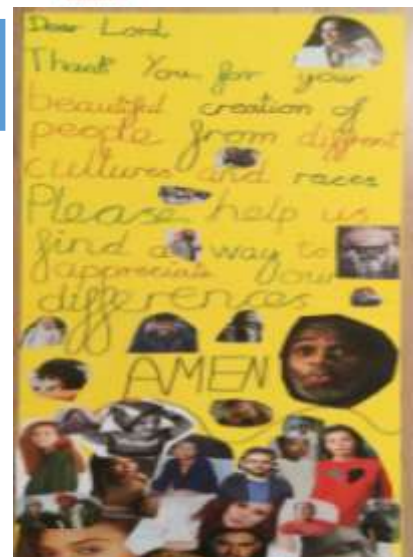 Dear Lord
Thank You for your
beautiful creation of
people from different
cultures and races
Please help us
find a way to
appreciate your
differences
AMEN